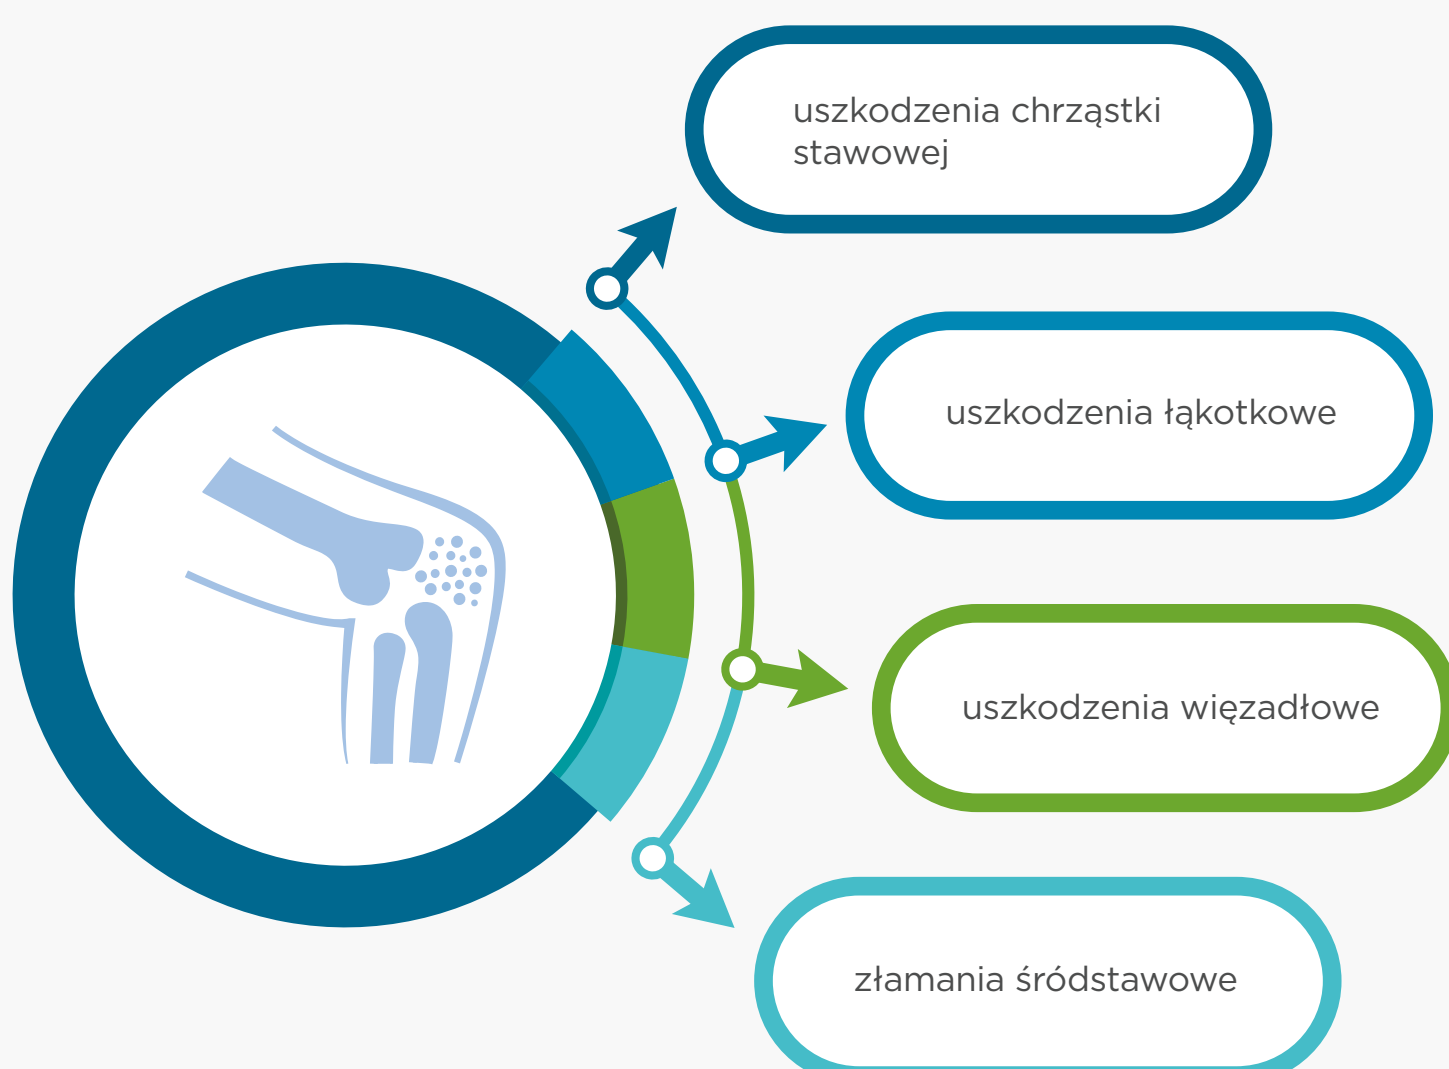 uszkodzenia chrząstki
stawowej
uszkodzenia łąkotkowe
uszkodzenia więzadłowe
złamania śródstawowe